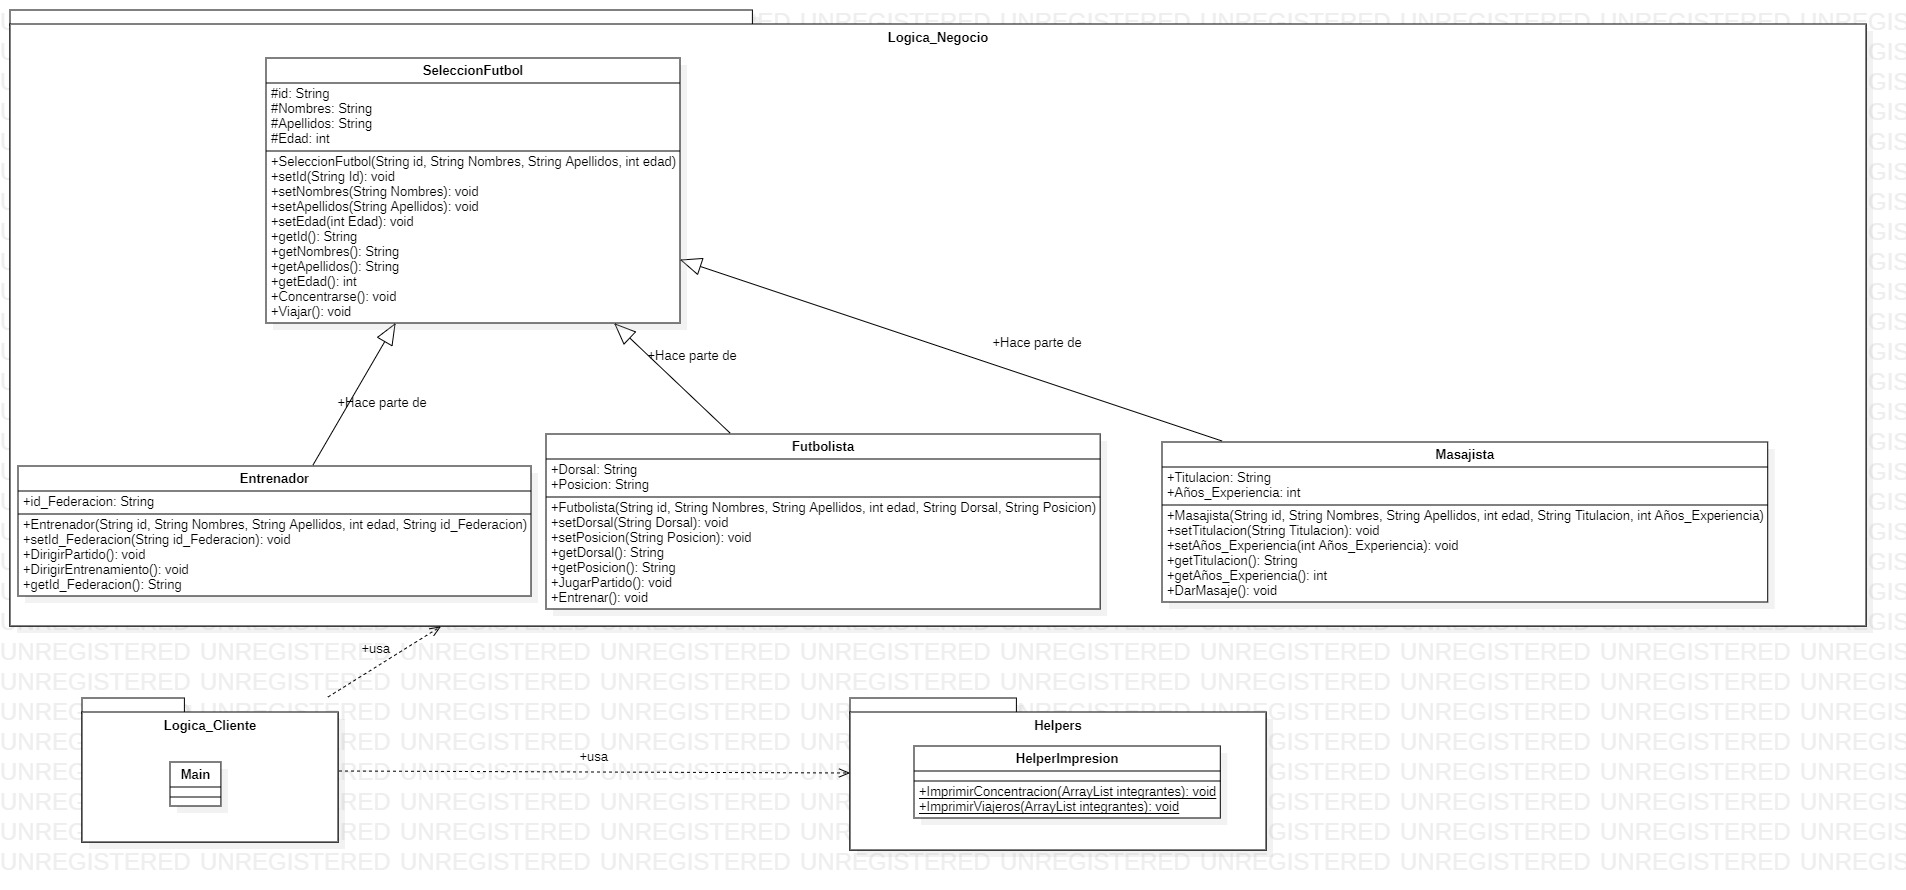 Logica_Negocio
SeleccionFutbol
#id: String
#Nombres: String
#Apellidos: String
#Edad: int
+SeleccionFutbol(String id, String Nombres, String Apellidos, int edad)
+setId(String Id): void
+setNombres(String Nombres): void
+setApellidos(String Apellidos): void
+setEdad(int Edad): void
+getId(): String
+getNombres(): String
+getApellidos(): String
+getEdad(): int
+Concentrarse(): void
+Viajar(): void
+Hace parte de
+Hace parte de
+Hace parte de
Entrenador
+id_Federacion: String
+Entrenador(String id, String Nombres, String Apellidos, int edad, String id_Federacion)
+setId_Federacion(String id_Federacion): void
+DirigirPartido(): void
+DirigirEntrenamiento(): void
+getId_Federacion(): String
Futbolista
+Dorsal: String
+Posicion: String
+Futbolista(String id, String Nombres, String Apellidos, int edad, String Dorsal, String Posicion)
+setDorsal(String Dorsal): void
+setPosicion(String Posicion): void
+getDorsal(): String
+getPosicion(): String
+JugarPartido(): void
+Entrenar(): void
Masajista
+Titulacion: String
+Años_Experiencia: int
+Masajista(String id, String Nombres, String Apellidos, int edad, String Titulacion, int Años_Experiencia)
+setTitulacion(String Titulacion): void
+setAños_Experiencia(int Años_Experiencia): void
+getTitulacion(): String
+getAños_Experiencia(): int
+DarMasaje(): void
+usa
Logica_Cliente
Main
+usa
Helpers
HelperImpresion
+ImprimirConcentracion(ArrayList integrantes): void
+ImprimirViajeros(ArrayList integrantes): void
UNREGISTERED